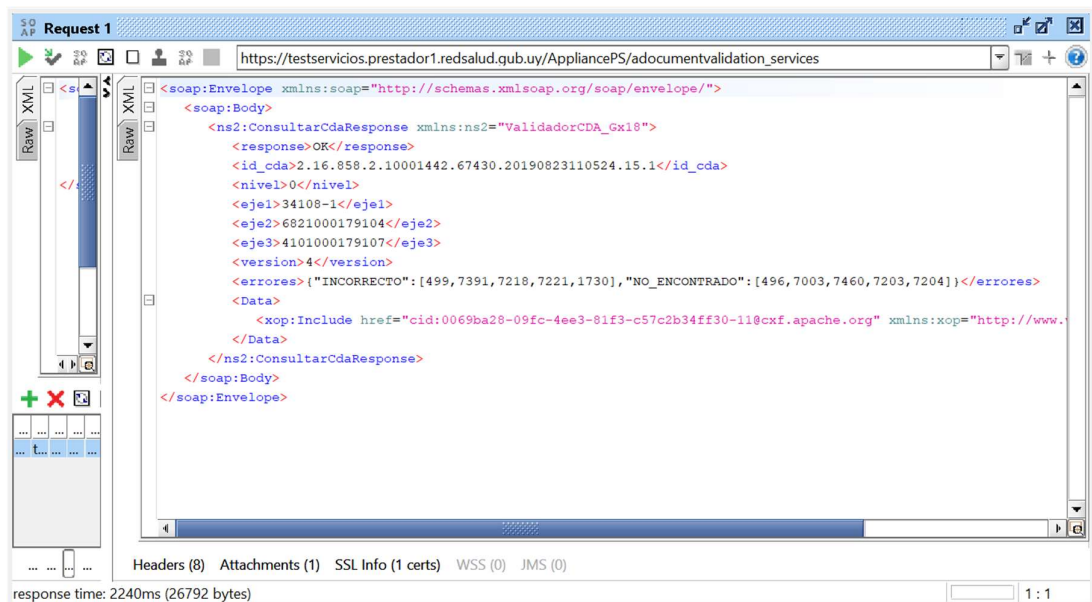 SOAP Request 1
https://testservicios.prestador1.redsalud.gub.uy/AppliancePS/adocumentvalidation_services
XML
Raw
<s
</s
XML
Raw
<soap:Envelope xmlns:soap="http://schemas.xmlsoap.org/soap/envelope/">
<soap:Body>
<ns2:ConsultarCdaResponse xmlns:ns2="ValidadorCDA_Gx18">
<response>OK</response>
<id_cda>2.16.858.2.10001442.67430.20190823110524.15.1</id_cda>
<nivel>0</nivel>
<eje1>34108-1</eje1>
<eje2>6821000179104</eje2>
<eje3>4101000179107</eje3>
<version>4</version>
<errores>{"INCORRECTO":[499,7391,7218,7221,1730],"NO_ENCONTRADO":[496,7003,7460,7203,7204]}</errores>
<Data>
<xop:Include href="cid:0069ba28-09fc-4ee3-81f3-c57c2b34ff30-11@cxf.apache.org" xmlns:xop="http://www.
</Data>
</ns2:ConsultarCdaResponse>
</soap:Body>
</soap:Envelope>
... ... ... ... ...
... t... ... ... ...
... ... ... ...
Headers (8) Attachments (1) SSL Info (1 certs) WSS (0) JMS (0)
response time: 2240ms (26792 bytes) 1 : 1